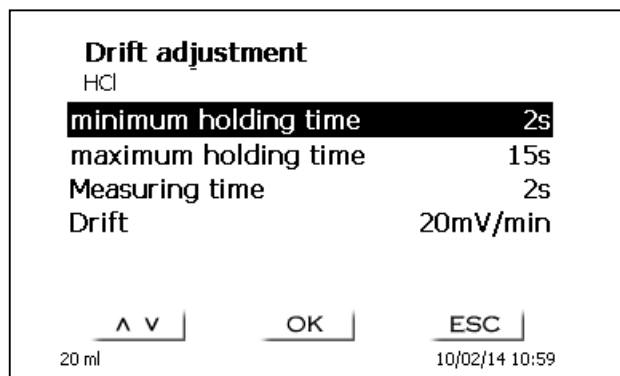 Drift adjustment
HCl
minimum holding time 2s
maximum holding time 15s
Measuring time 2s
Drift 20mV/min
∧ ∨ OK ESC
20 ml 10/02/14 10:59